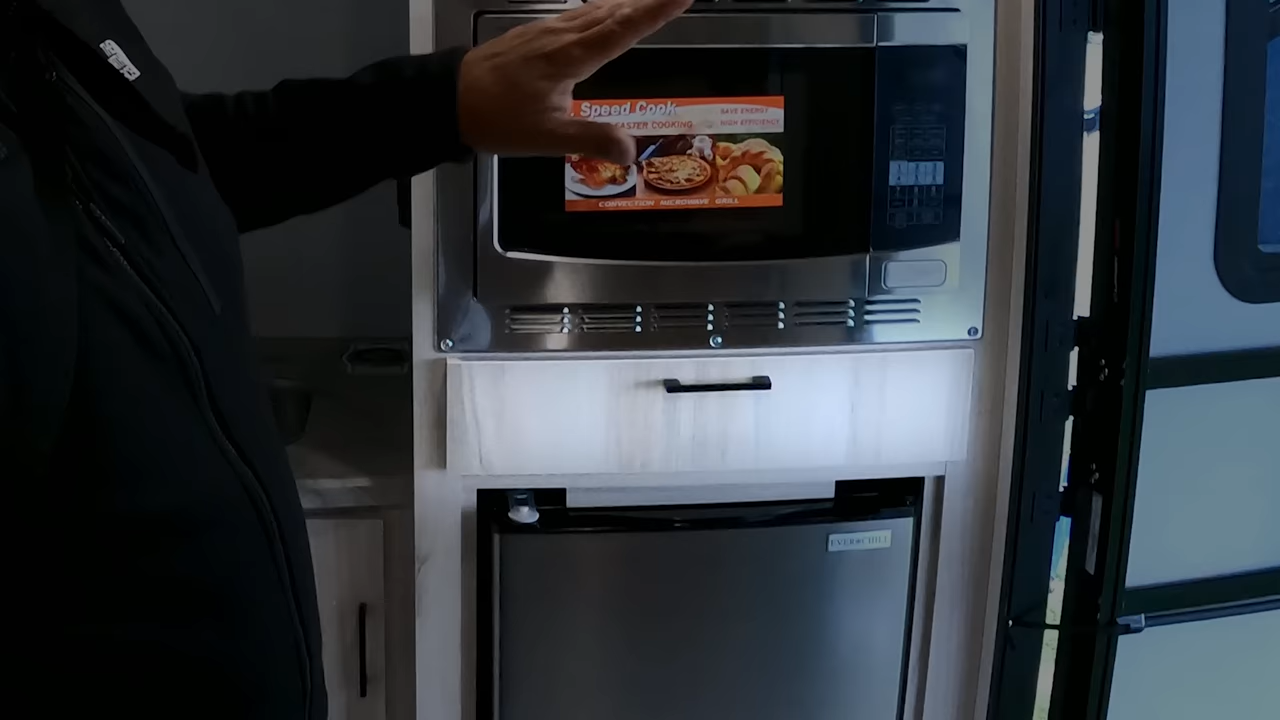 Speed Cook
SAVE ENERGY
HIGH EFFICIENCY
FASTER COOKING
CONVECTION MICROWAVE GRILL
EVERCHILL